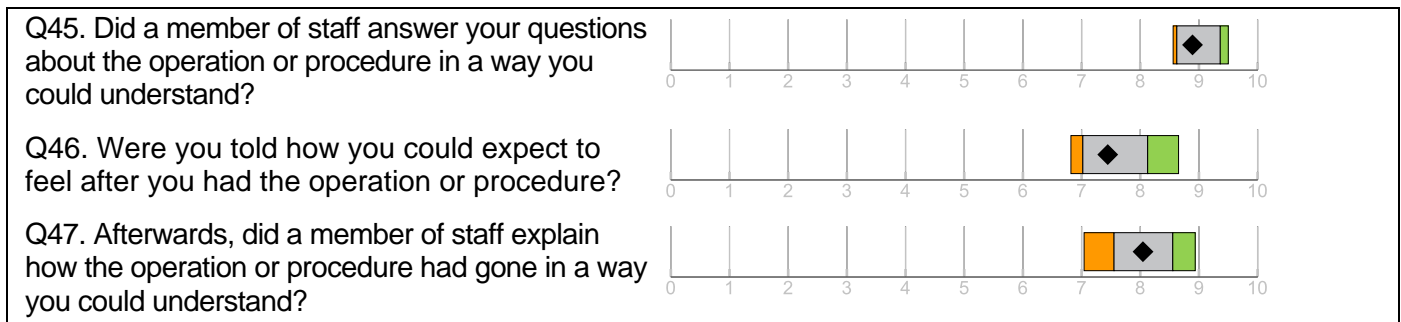 Q45. Did a member of staff answer your questions
about the operation or procedure in a way you
could understand?
0 1 2 3 4 5 6 7 8 9 10
Q46. Were you told how you could expect to
feel after you had the operation or procedure?
0 1 2 3 4 5 6 7 8 9 10
Q47. Afterwards, did a member of staff explain
how the operation or procedure had gone in a way
you could understand?
0 1 2 3 4 5 6 7 8 9 10